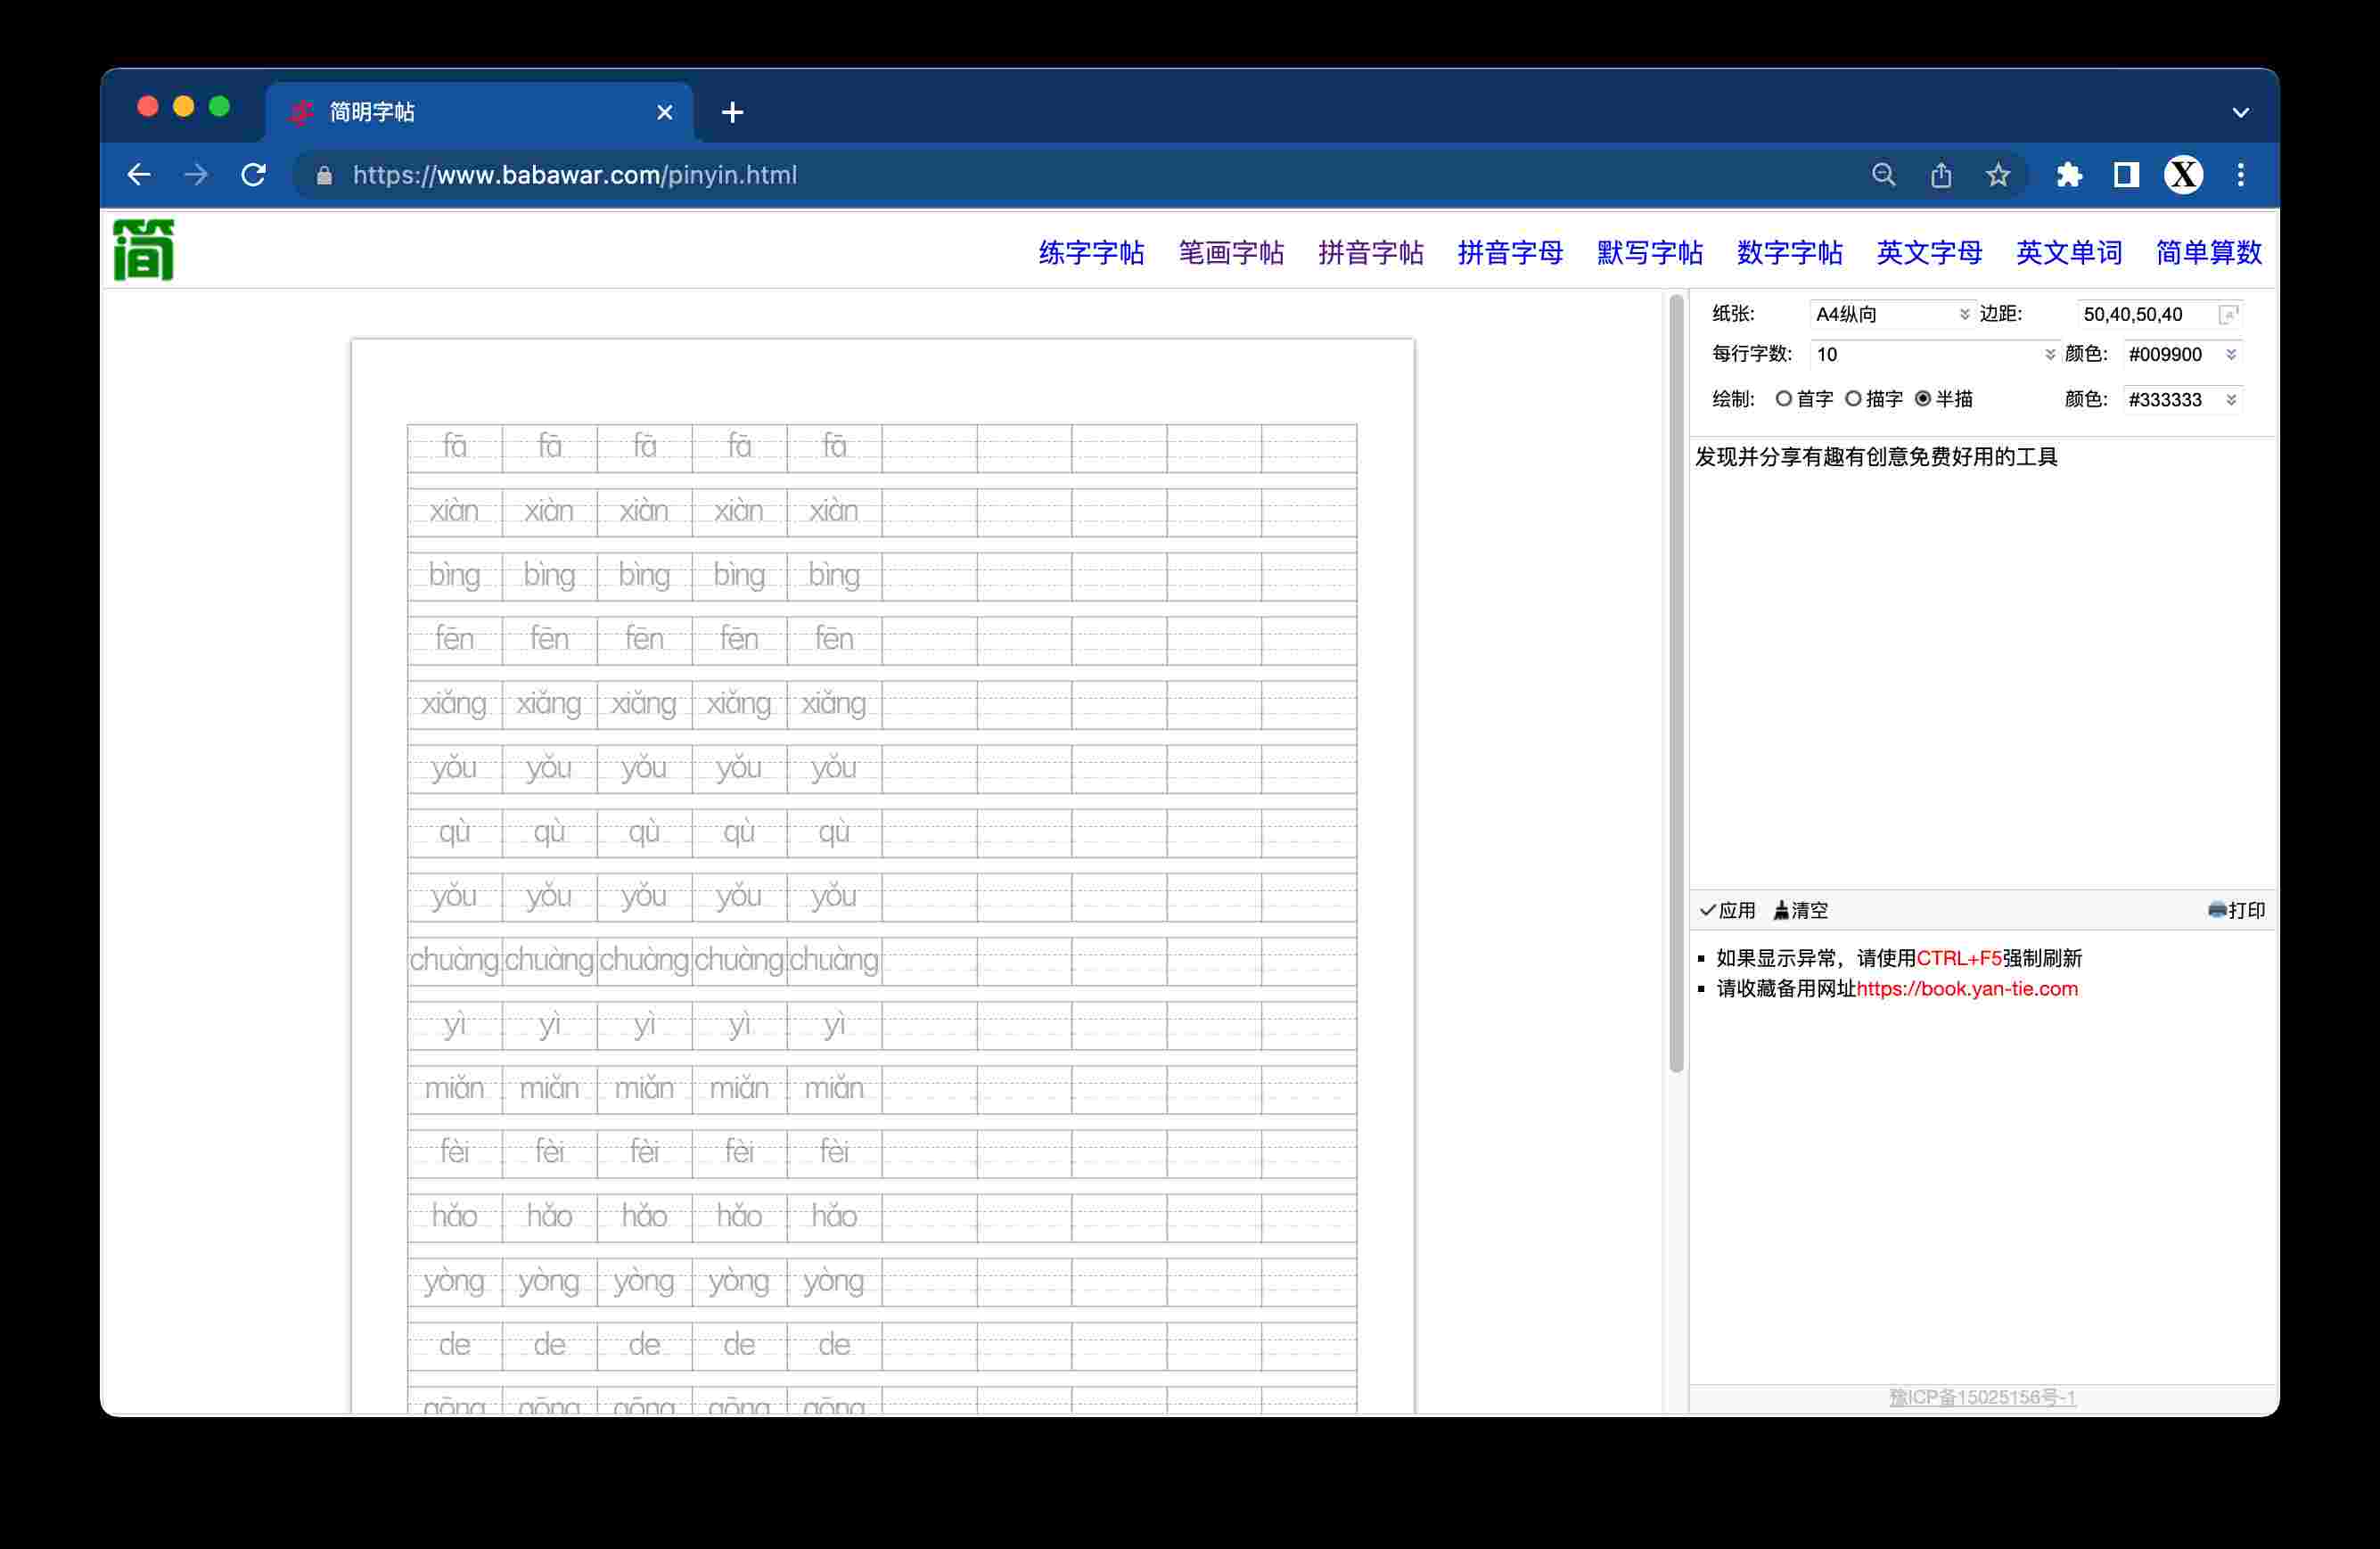 简明字帖
https://www.babawar.com/pinyin.html
X
简
练字字帖 笔画字帖 拼音字帖 拼音字母 默写字帖 数字字帖 英文字母 英文单词 简单算数
纸张: A4纵向 边距: 50,40,50,40
每行字数: 10 颜色: #009900
绘制: 首字 描字 半描 颜色: #333333
发现并分享有趣有创意免费好用的工具
应用 清空 打印
如果显示异常，请使用CTRL+F5强制刷新
请收藏备用网址https://book.yan-tie.com
豫ICP备15025156号-1
fā fā fā fā fā
xiàn xiàn xiàn xiàn xiàn
bìng bìng bìng bìng bìng
fēn fēn fēn fēn fēn
xiǎng xiǎng xiǎng xiǎng xiǎng
yǒu yǒu yǒu yǒu yǒu
qù qù qù qù qù
yǒu yǒu yǒu yǒu yǒu
chuàng chuàng chuàng chuàng chuàng
yì yì yì yì yì
miǎn miǎn miǎn miǎn miǎn
fèi fèi fèi fèi fèi
hǎo hǎo hǎo hǎo hǎo
yòng yòng yòng yòng yòng
de de de de de
gōng gōng gōng gōng gōng